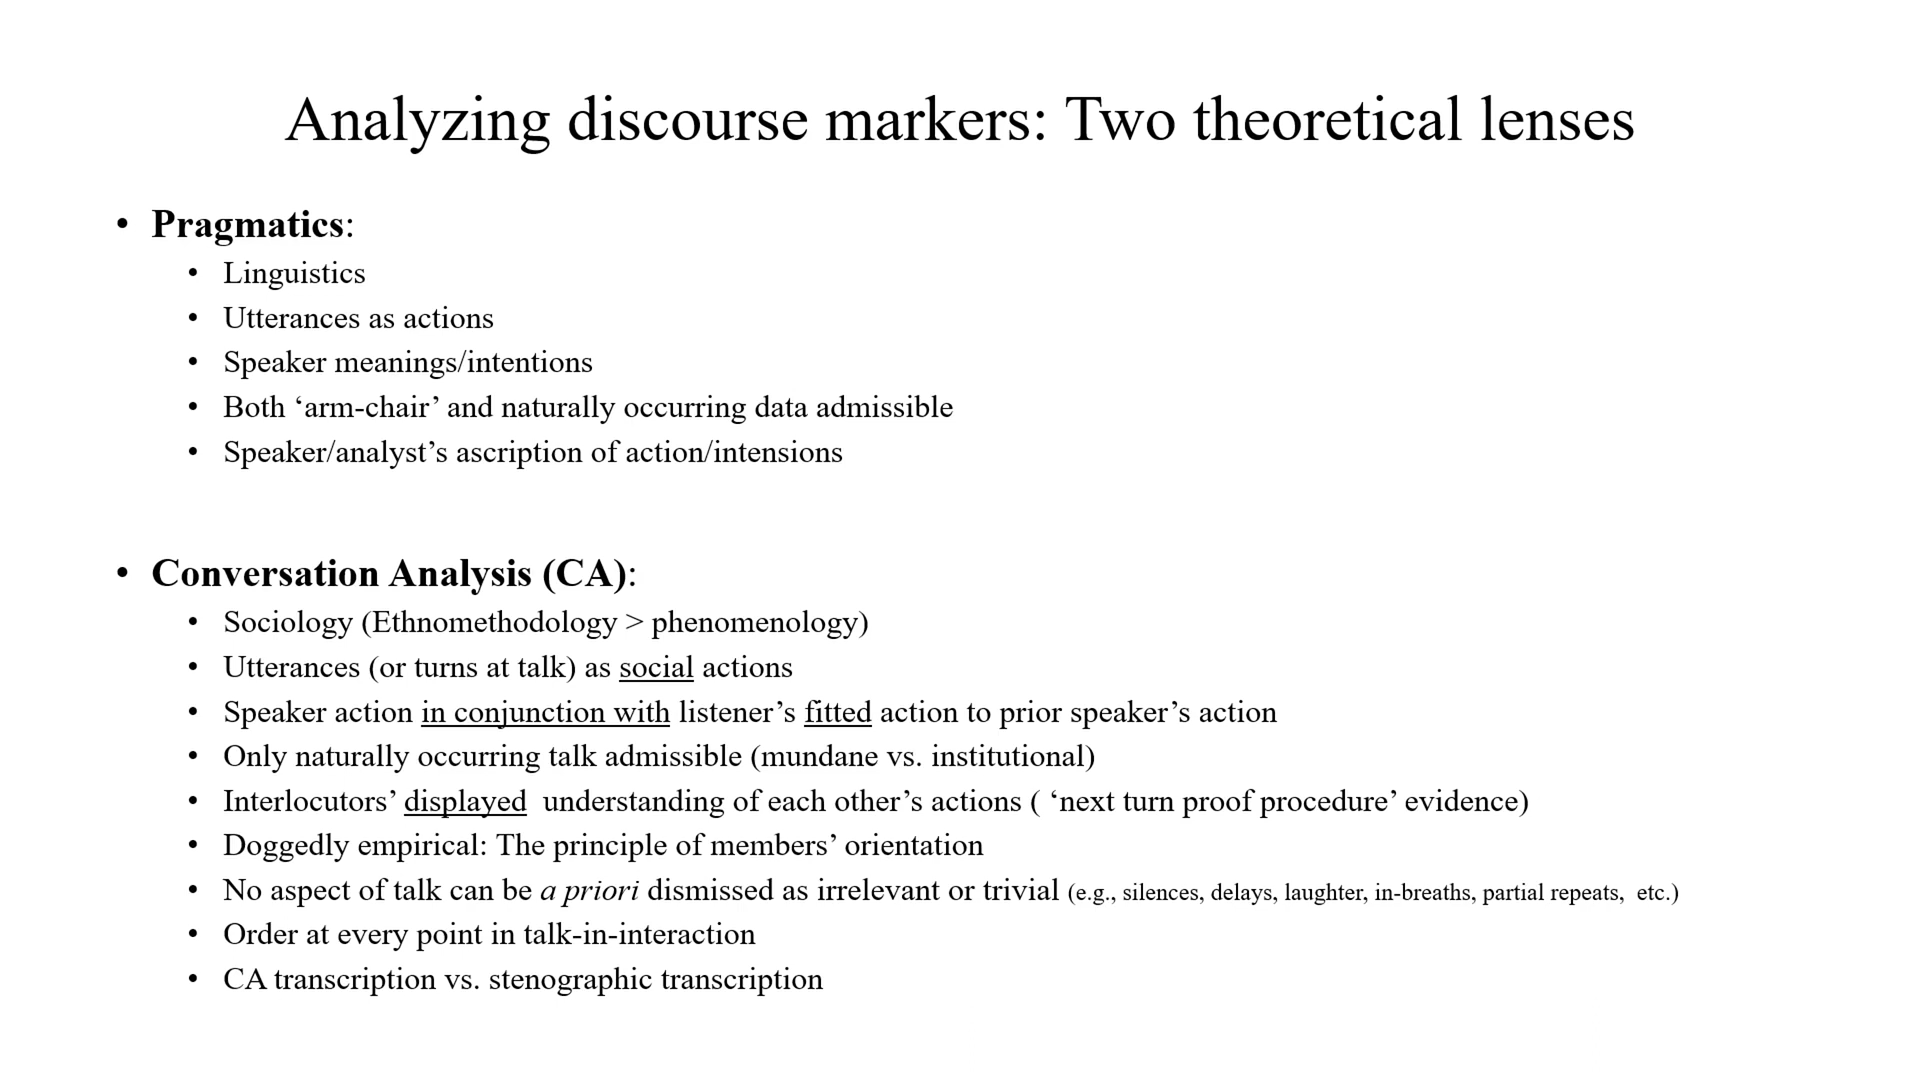 Analyzing discourse markers: Two theoretical lenses
• Pragmatics:
• Linguistics
• Utterances as actions
• Speaker meanings/intentions
• Both ‘arm-chair’ and naturally occurring data admissible
• Speaker/analyst’s ascription of action/intensions
• Conversation Analysis (CA):
• Sociology (Ethnomethodology > phenomenology)
• Utterances (or turns at talk) as social actions
• Speaker action in conjunction with listener’s fitted action to prior speaker’s action
• Only naturally occurring talk admissible (mundane vs. institutional)
• Interlocutors’ displayed  understanding of each other’s actions ( ‘next turn proof procedure’ evidence)
• Doggedly empirical: The principle of members’ orientation
• No aspect of talk can be a priori dismissed as irrelevant or trivial (e.g., silences, delays, laughter, in-breaths, partial repeats,  etc.)
• Order at every point in talk-in-interaction
• CA transcription vs. stenographic transcription